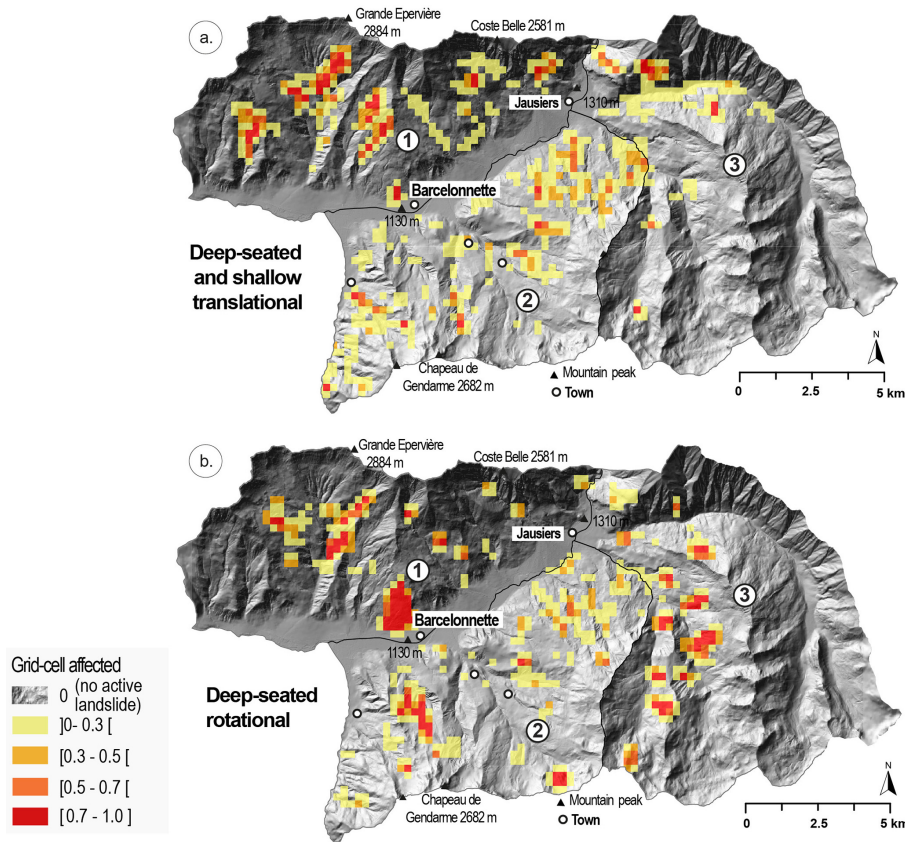 a.
Grande Epervière
2884 m
Coste Belle 2581 m
1310 m
Jausiers
1
3
Barcelonnette
1130 m
Deep-seated
and shallow
translational
2
N
Chapeau de
Gendarme 2682 m
Mountain peak
Town
0 2.5 5 km
b.
Grande Epervière
2884 m
Coste Belle 2581 m
1310 m
Jausiers
1
3
Barcelonnette
1130 m
Deep-seated
rotational
2
N
Chapeau de
Gendarme 2682 m
Mountain peak
Town
0 2.5 5 km
Grid-cell affected
0 (no active
landslide)
]0- 0.3 [
[0.3 - 0.5 [
[0.5 - 0.7 [
[ 0.7 - 1.0 ]